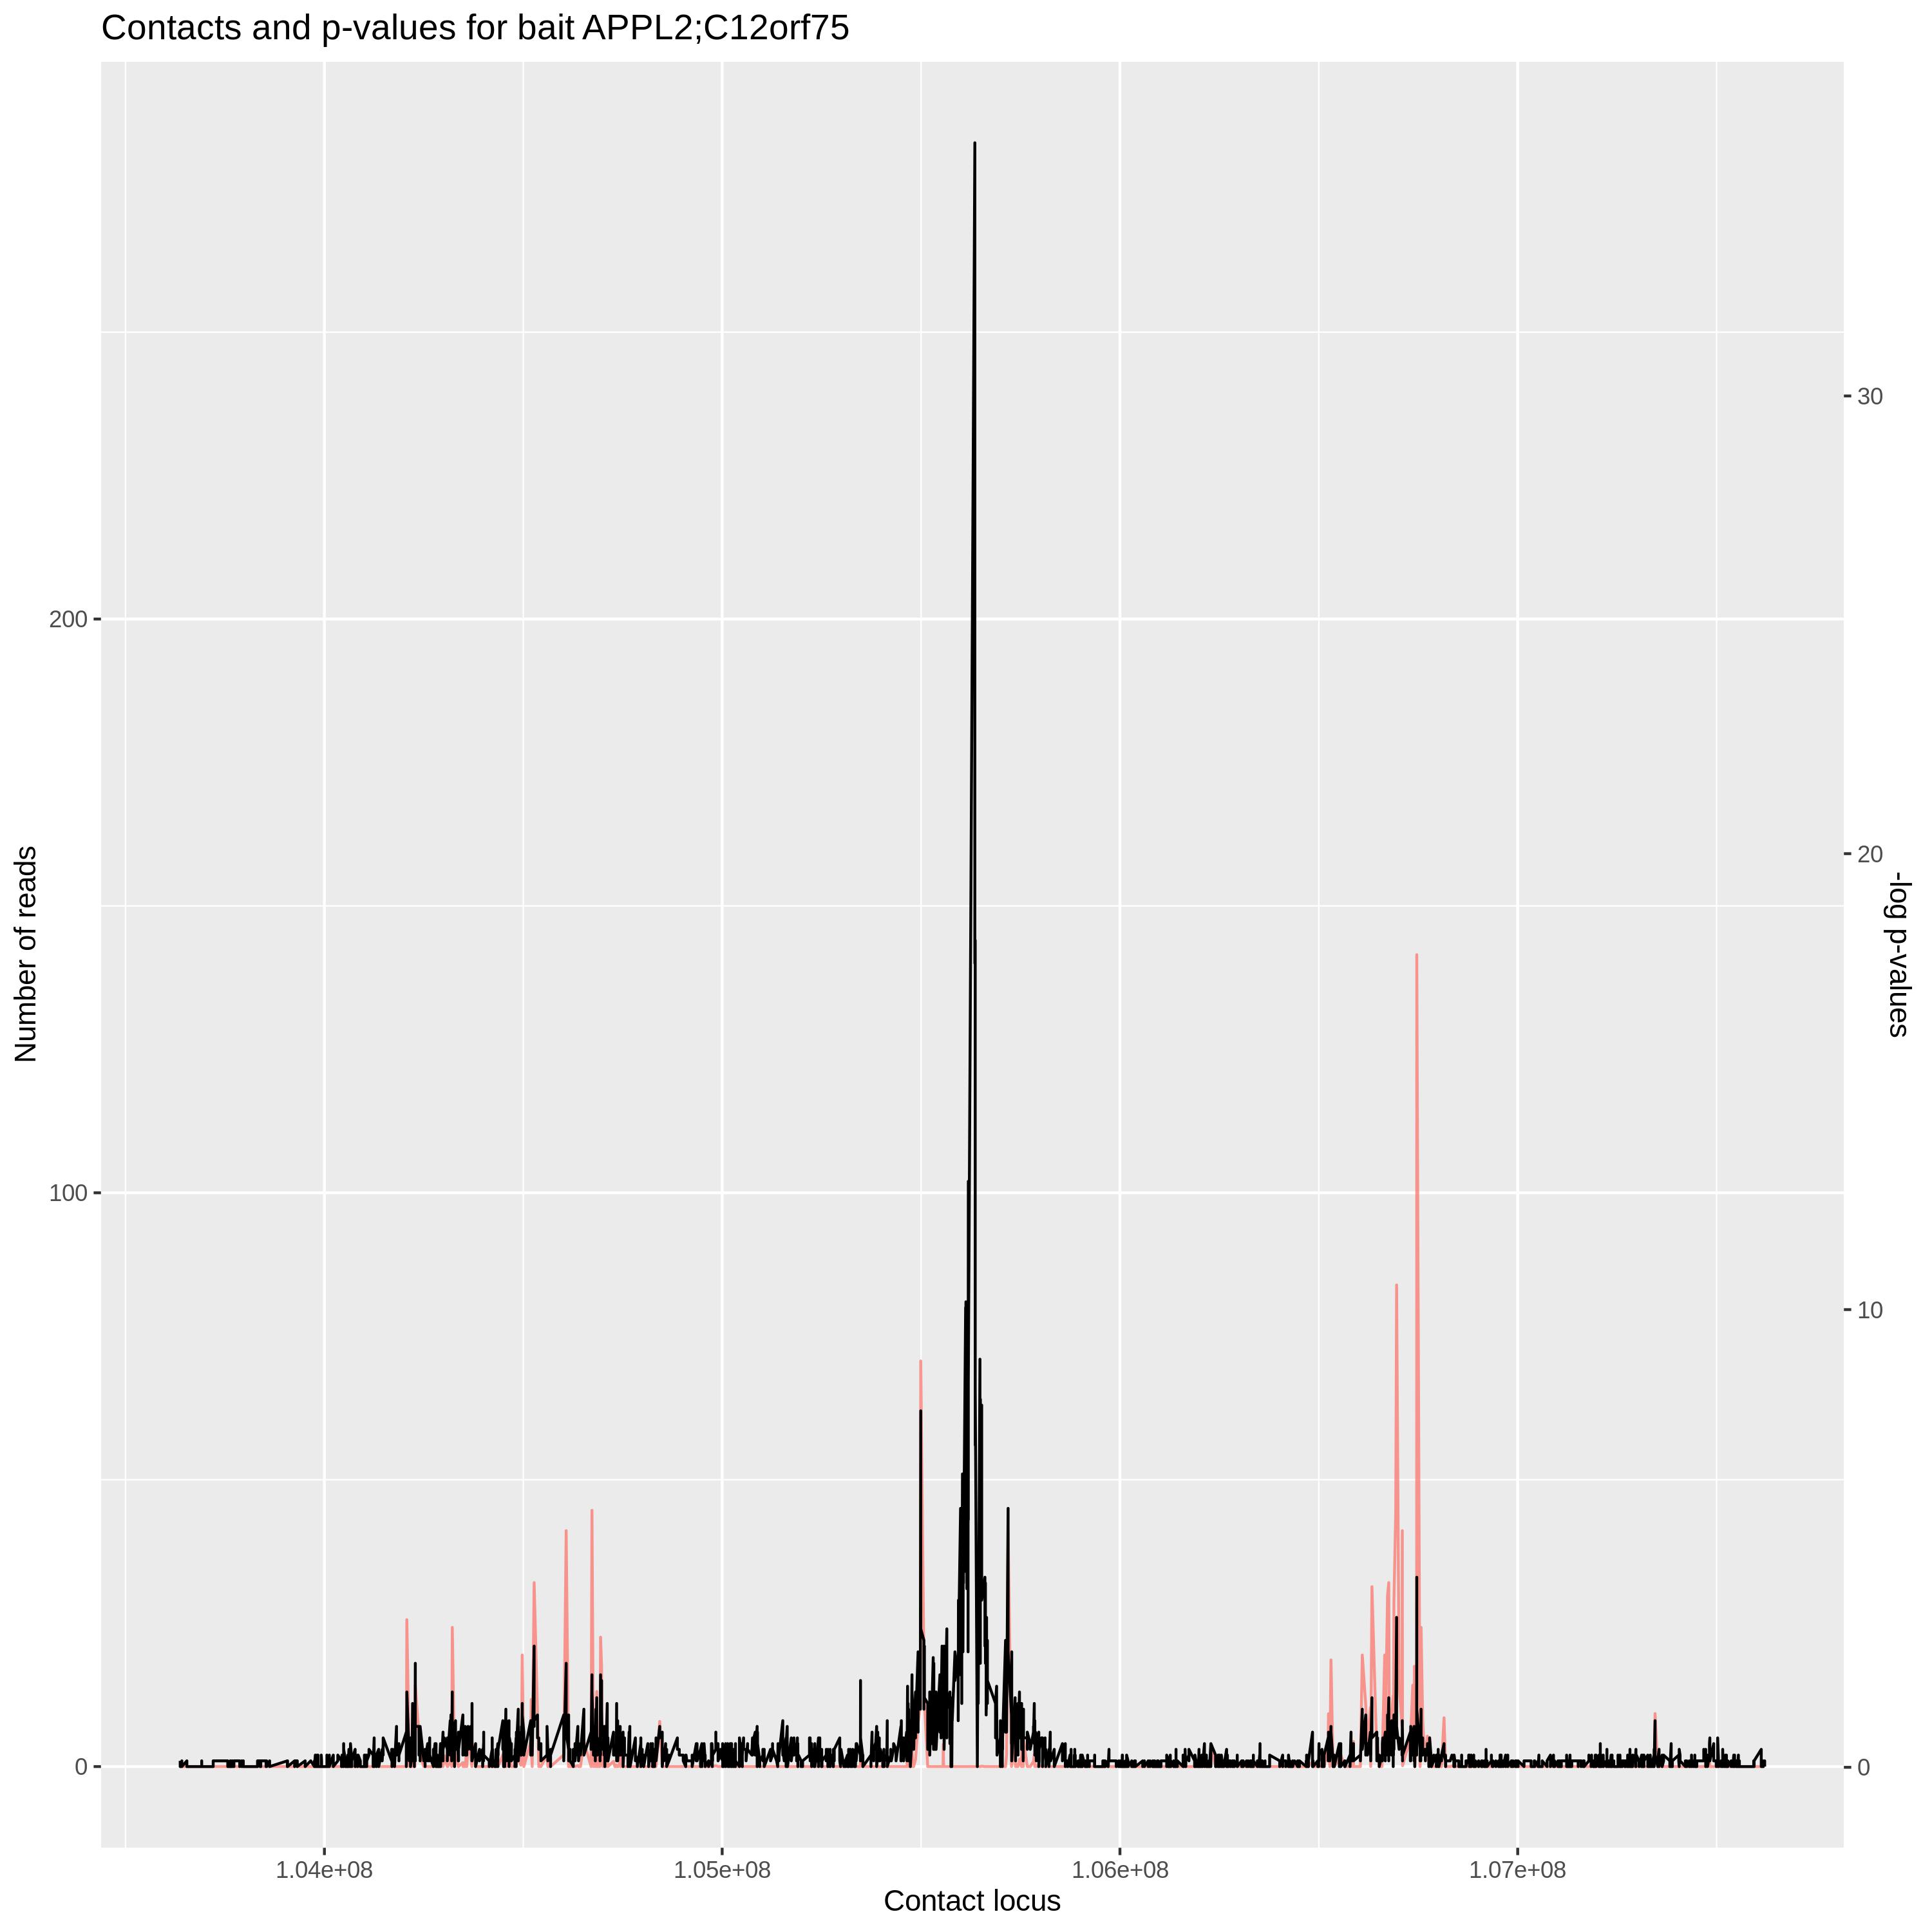 Contacts and p-values for bait APPL2;C12orf75
Number of reads
200
100
0
30
20
10
0
-log p-values
1.04e+08
1.05e+08
1.06e+08
1.07e+08
Contact locus